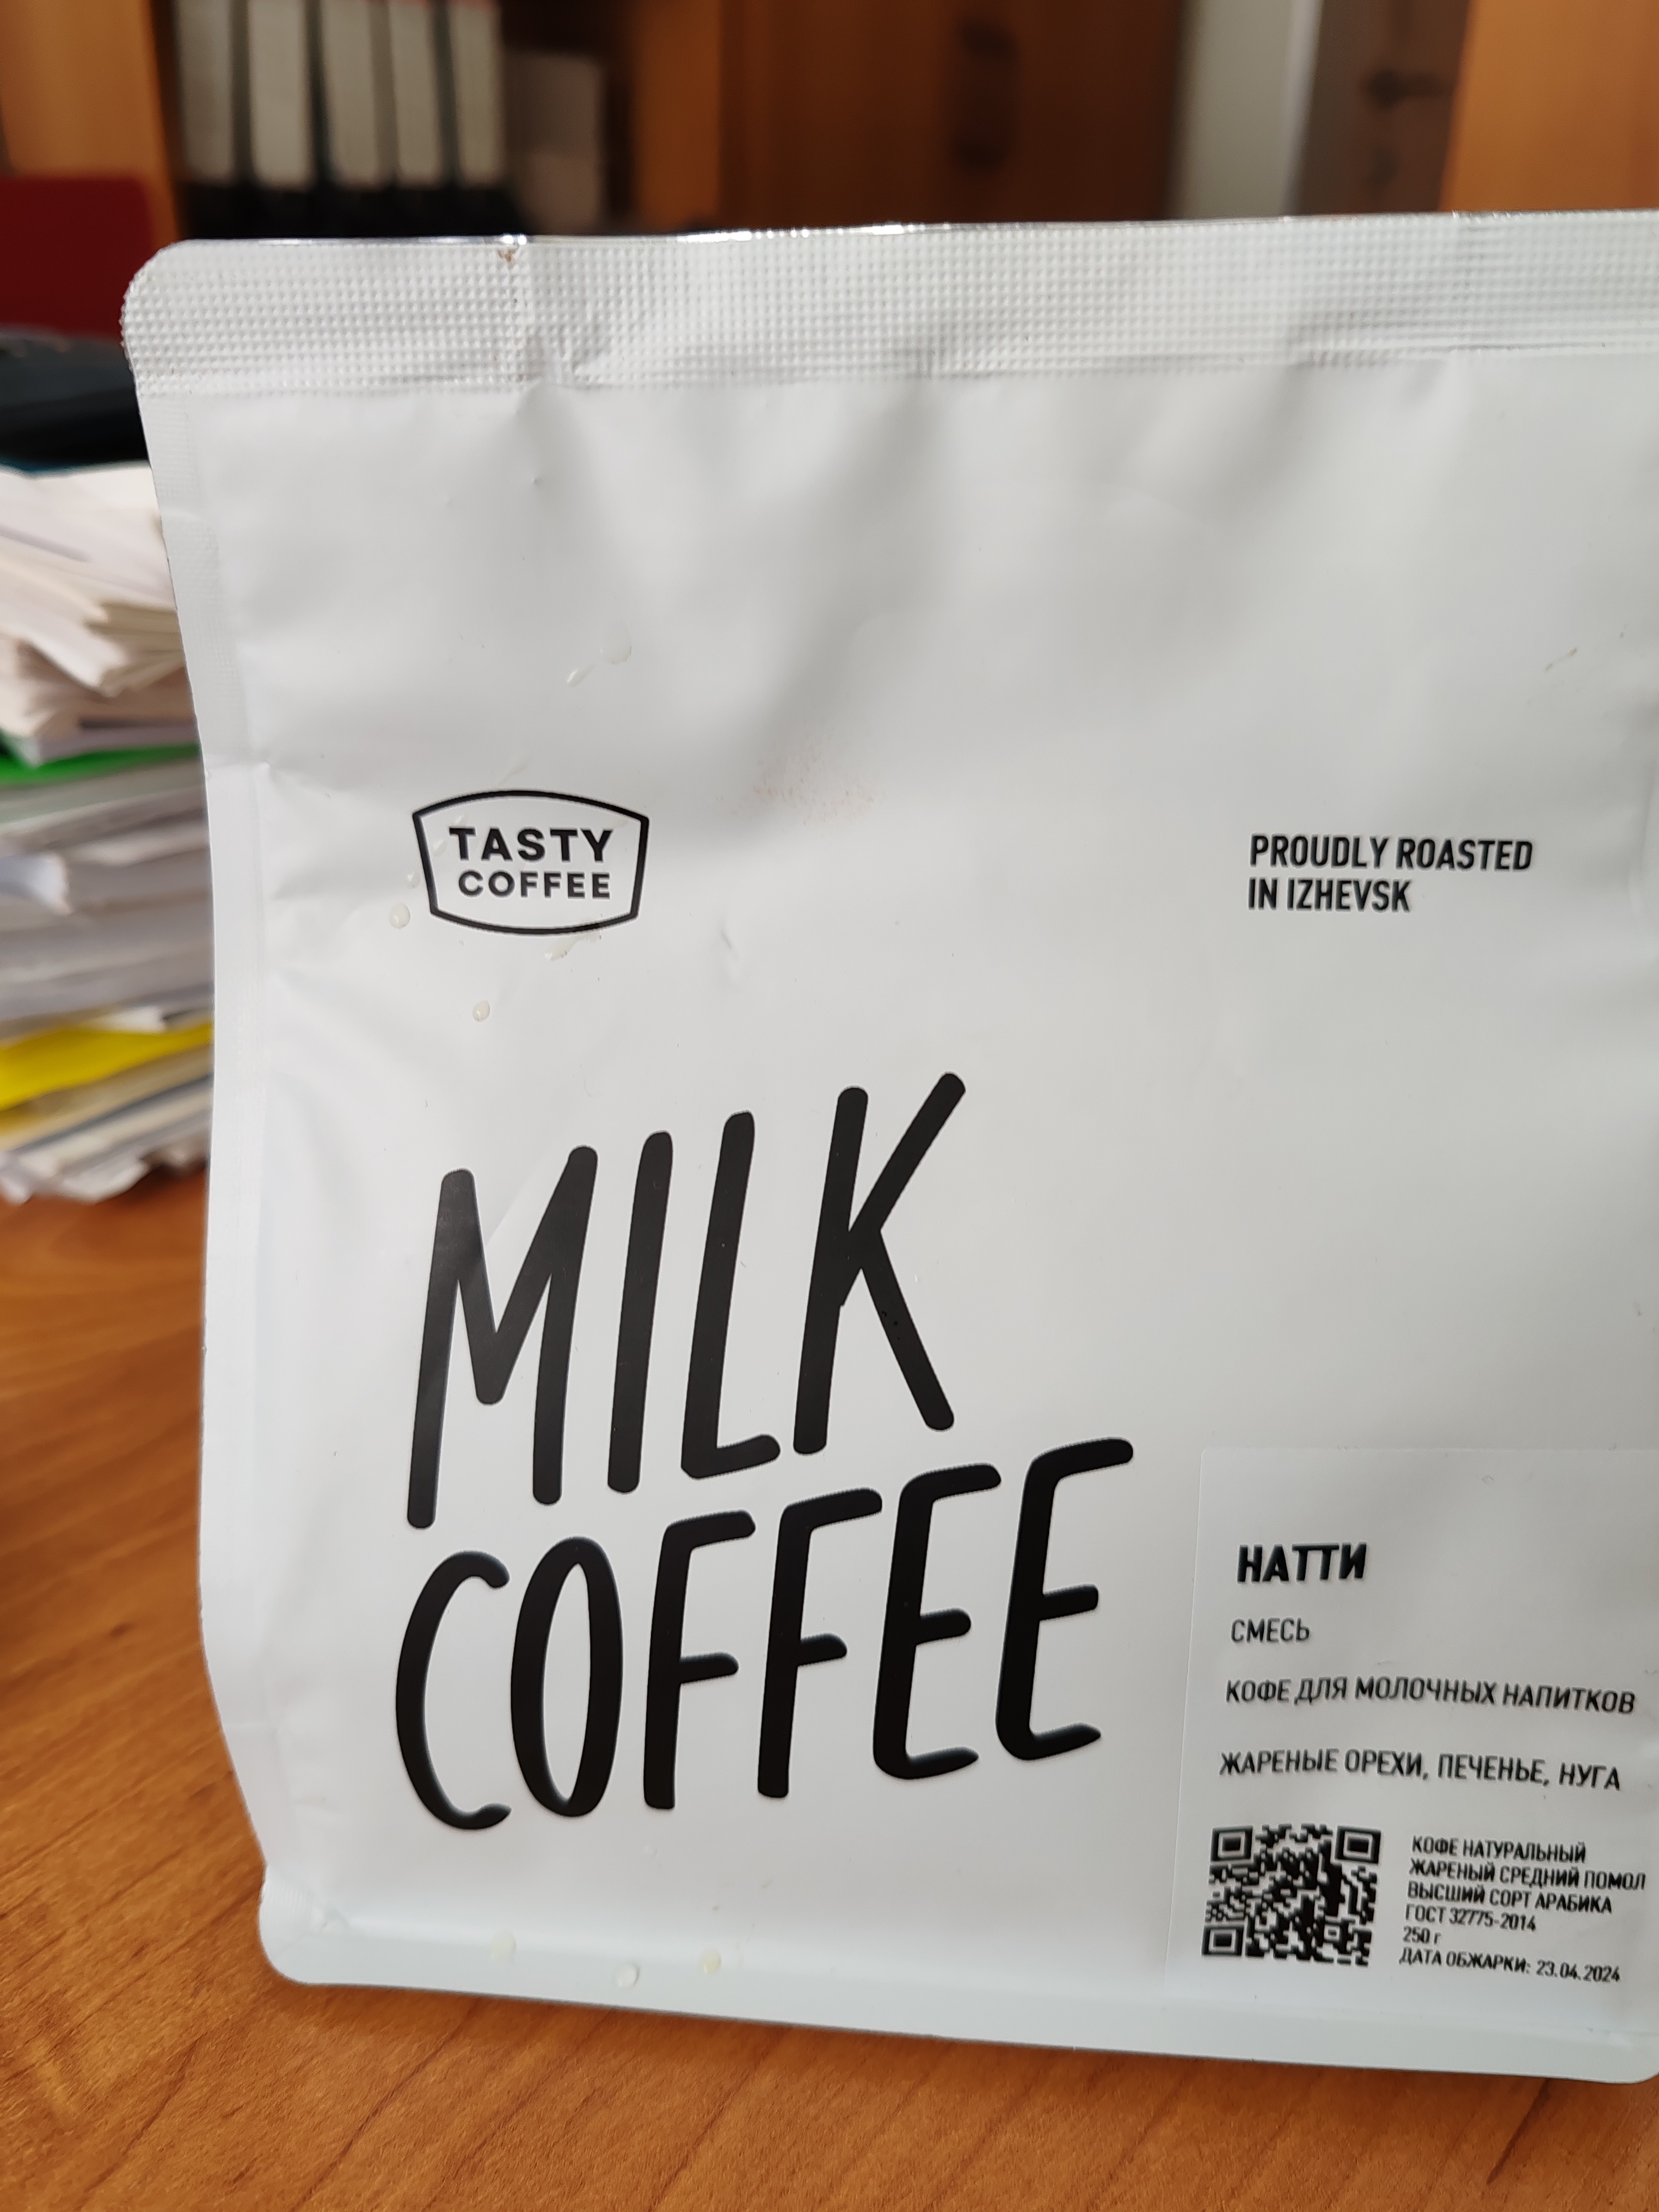 TASTY
COFFEE
PROUDLY ROASTED
IN IZHEVSK
MILK
COFFEE
НАТТИ
СМЕСЬ
КОФЕ ДЛЯ МОЛОЧНЫХ НАПИТКОВ
ЖАРЕНЫЕ ОРЕХИ, ПЕЧЕНЬЕ, НУГА
КОФЕ НАТУРАЛЬНЫЙ
ЖАРЕНЫЙ СРЕДНИЙ ПОМОЛ
ВЫСШИЙ СОРТ АРАБИКА
ГОСТ 32775-2014
250 г
ДАТА ОБЖАРКИ: 23.04.2024